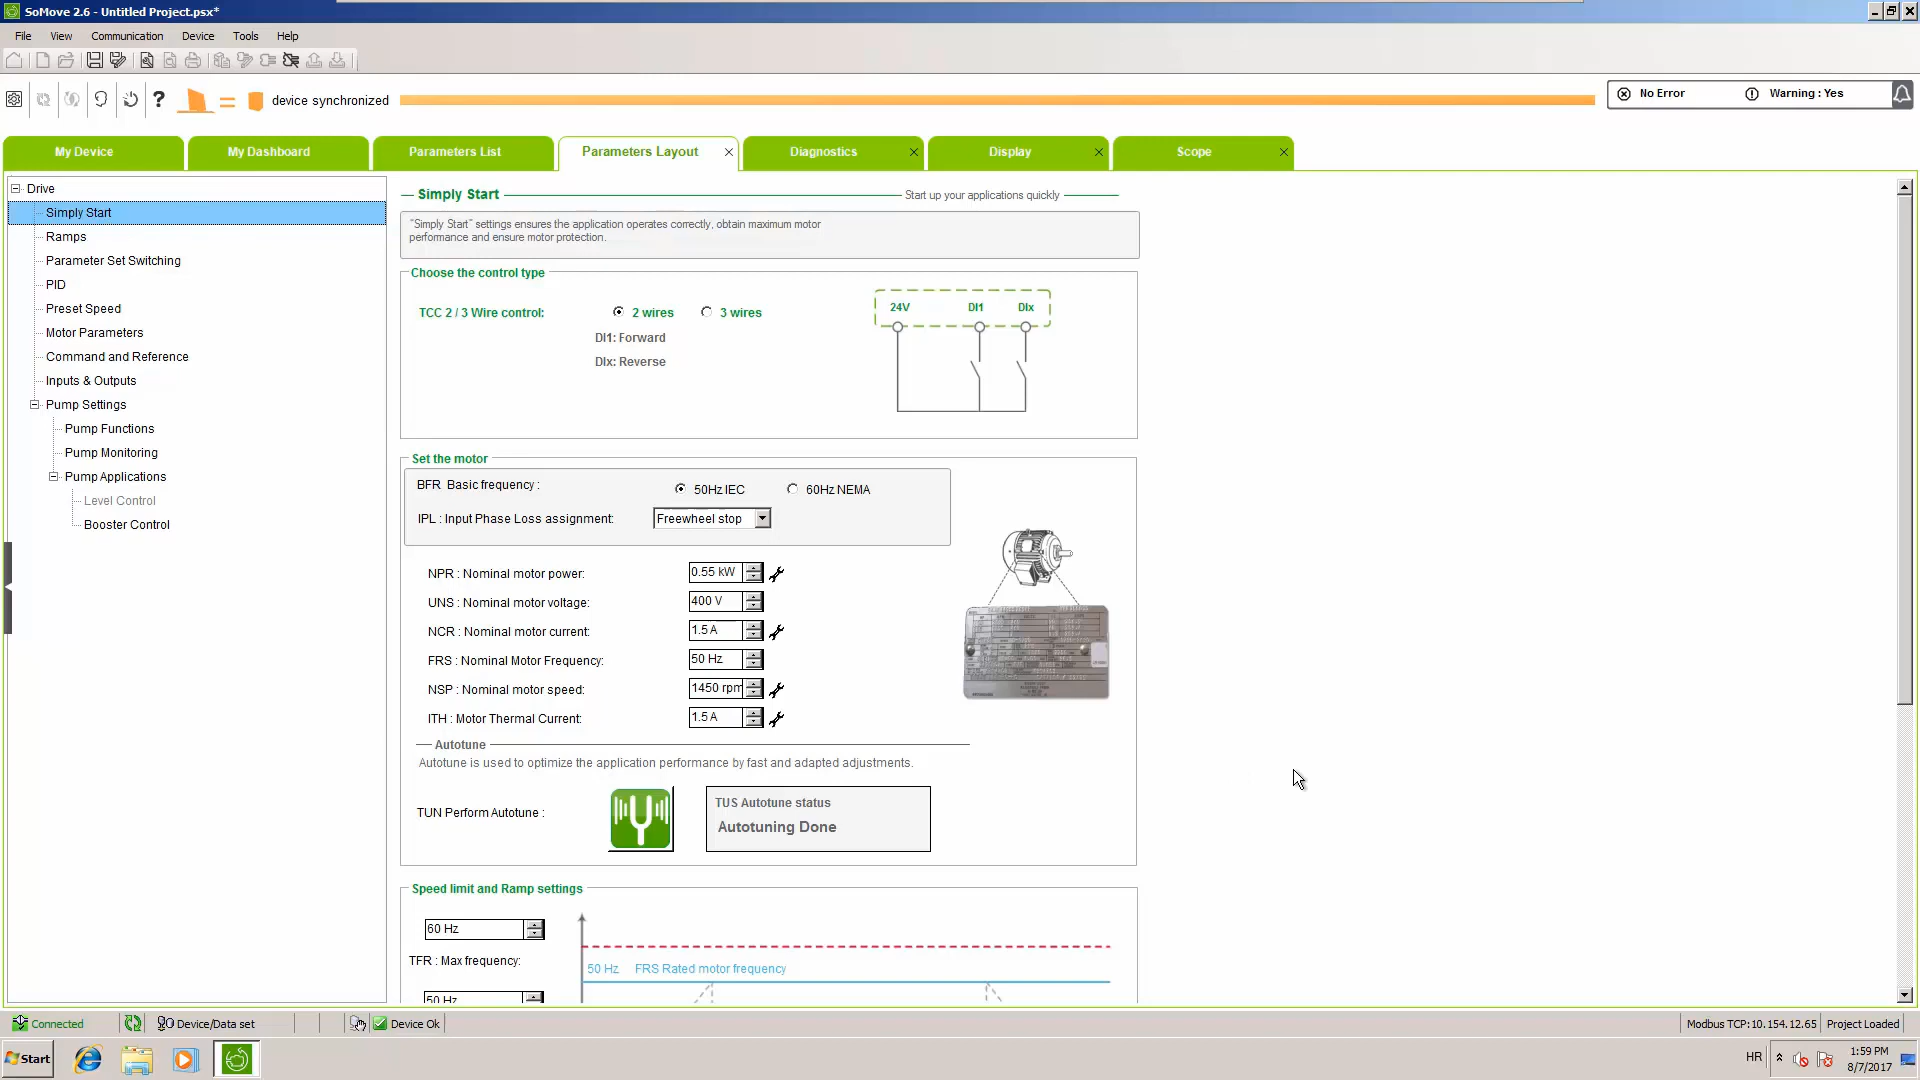 SoMove 2.6 - Untitled Project.psx*
File View Communication Device Tools Help
? device synchronized
No Error Warning : Yes
My Device My Dashboard Parameters List Parameters Layout Diagnostics Display Scope
Drive
Simply Start
Ramps
Parameter Set Switching
PID
Preset Speed
Motor Parameters
Command and Reference
Inputs & Outputs
Pump Settings
Pump Functions
Pump Monitoring
Pump Applications
Level Control
Booster Control
Simply Start Start up your applications quickly
"Simply Start" settings ensures the application operates correctly, obtain maximum motor
performance and ensure motor protection.
Choose the control type
TCC 2 / 3 Wire control: 2 wires 3 wires
DI1: Forward
DIx: Reverse
24V DI1 DIx
Set the motor
BFR Basic frequency : 50Hz IEC 60Hz NEMA
IPL : Input Phase Loss assignment: Freewheel stop
NPR : Nominal motor power: 0.55 kW
UNS : Nominal motor voltage: 400 V
NCR : Nominal motor current: 1.5 A
FRS : Nominal Motor Frequency: 50 Hz
NSP : Nominal motor speed: 1450 rpm
ITH : Motor Thermal Current: 1.5 A
Autotune
Autotune is used to optimize the application performance by fast and adapted adjustments.
TUN Perform Autotune :
TUS Autotune status
Autotuning Done
Speed limit and Ramp settings
60 Hz
TFR : Max frequency:
50 Hz FRS Rated motor frequency
50 Hz
Connected Device/Data set Device Ok Modbus TCP:10.154.12.65 Project Loaded
Start HR 1:59 PM
8/7/2017